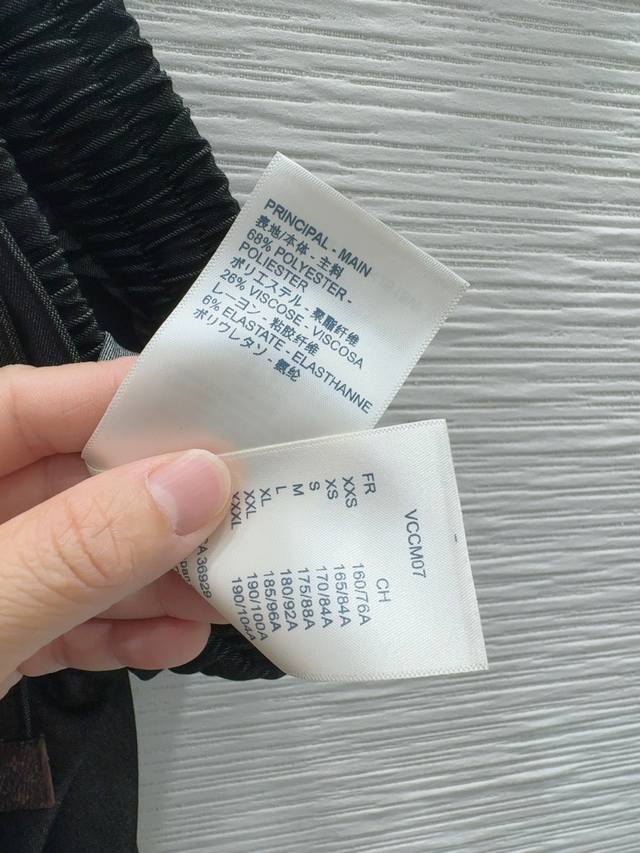 PRINCIPAL - MAIN
表地/本体 - 主料
68% POLYESTER -
POLIESTER
ポリエステル - 聚酯纤维
26% VISCOSE - VISCOSA
レーヨン - 粘胶纤维
6% ELASTATE - ELASTHANNE
ポリウレタソ - 氨纶
VCCM07
FR CH
XXS 160/76A
XS 165/84A
S 170/84A
M 175/88A
L 180/92A
XL 185/96A
XXL 190/100A
XXXL 190/104A
CA 36929